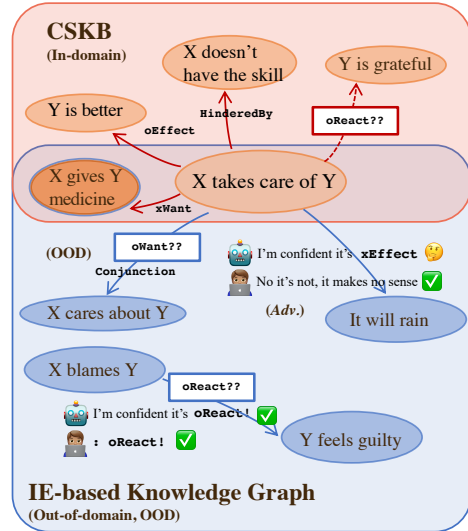 CSKB
(In-domain)
X doesn't
have the skill
Y is grateful
Y is better
HinderedBy
oReact??
oEffect
X gives Y
medicine
X takes care of Y
xWant
(OOD)
oWant??
Conjunction
I'm confident it's xEffect
No it's not, it makes no sense
(Adv.)
X cares about Y
It will rain
X blames Y
oReact??
I'm confident it's oReact!
: oReact!
Y feels guilty
IE-based Knowledge Graph
(Out-of-domain, OOD)